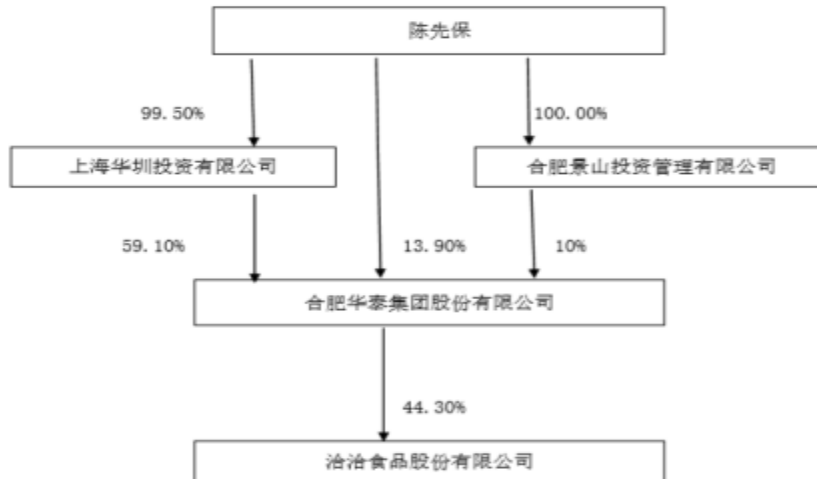 陈先保
99.50%
100.00%
上海华圳投资有限公司
合肥景山投资管理有限公司
59.10%
13.90%
10%
合肥华泰集团股份有限公司
44.30%
洽洽食品股份有限公司